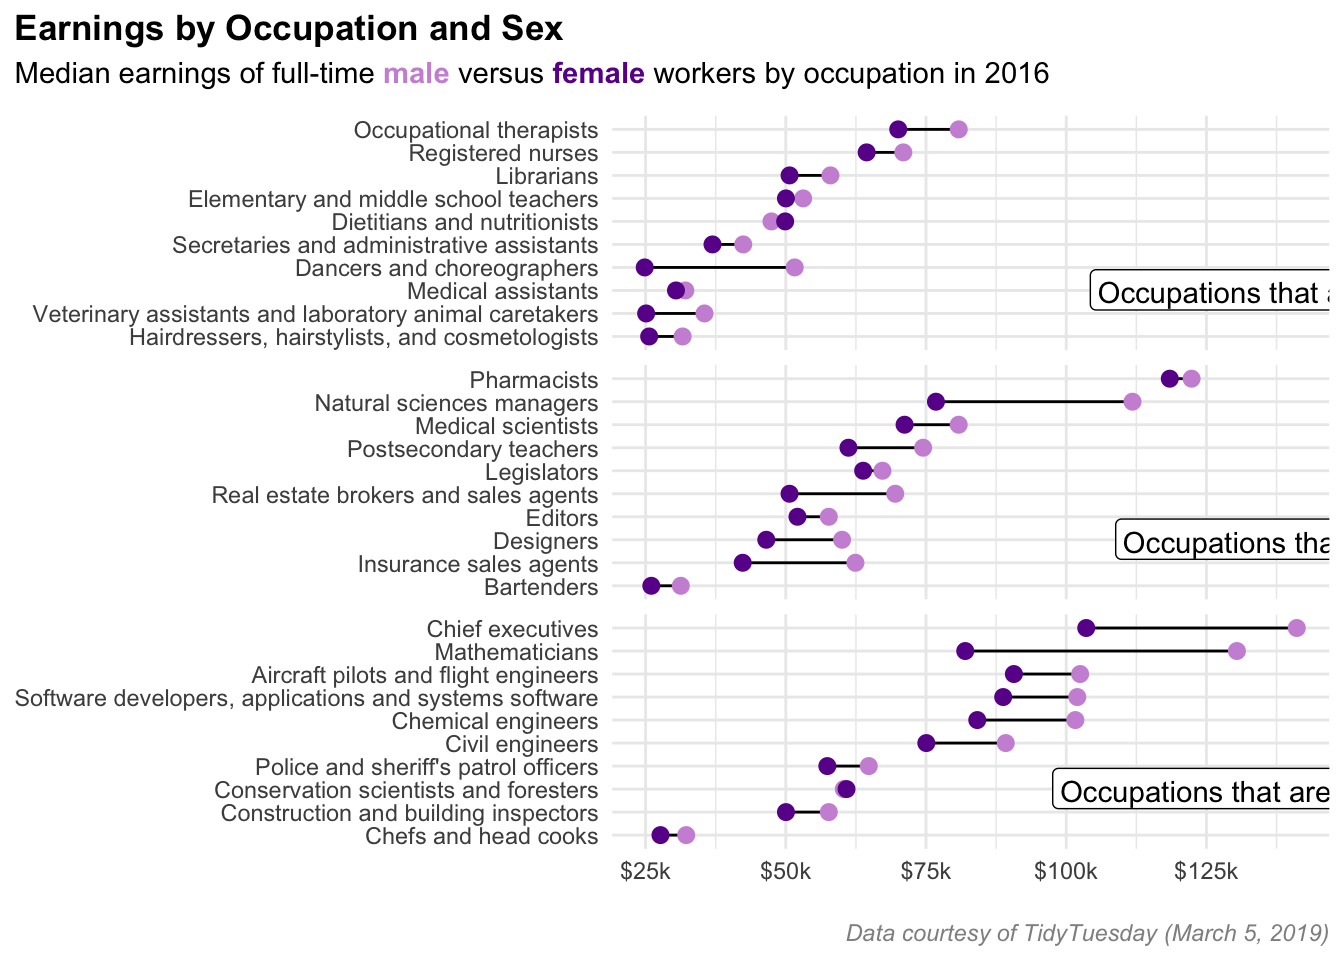 Earnings by Occupation and Sex
Median earnings of full-time male versus female workers by occupation in 2016
Occupational therapists
Registered nurses
Librarians
Elementary and middle school teachers
Dietitians and nutritionists
Secretaries and administrative assistants
Dancers and choreographers
Medical assistants
Occupations that
Veterinary assistants and laboratory animal caretakers
Hairdressers, hairstylists, and cosmetologists
Pharmacists
Natural sciences managers
Medical scientists
Postsecondary teachers
Legislators
Real estate brokers and sales agents
Editors
Designers
Occupations
Insurance sales agents
Bartenders
Chief executives
Mathematicians
Aircraft pilots and flight engineers
Software developers, applications and systems software
Chemical engineers
Civil engineers
Police and sheriff's patrol officers
Conservation scientists and foresters
Occupations that are
Construction and building inspectors
Chefs and head cooks
$25k $50k $75k $100k $125k
Data courtesy of TidyTuesday (March 5, 2019)